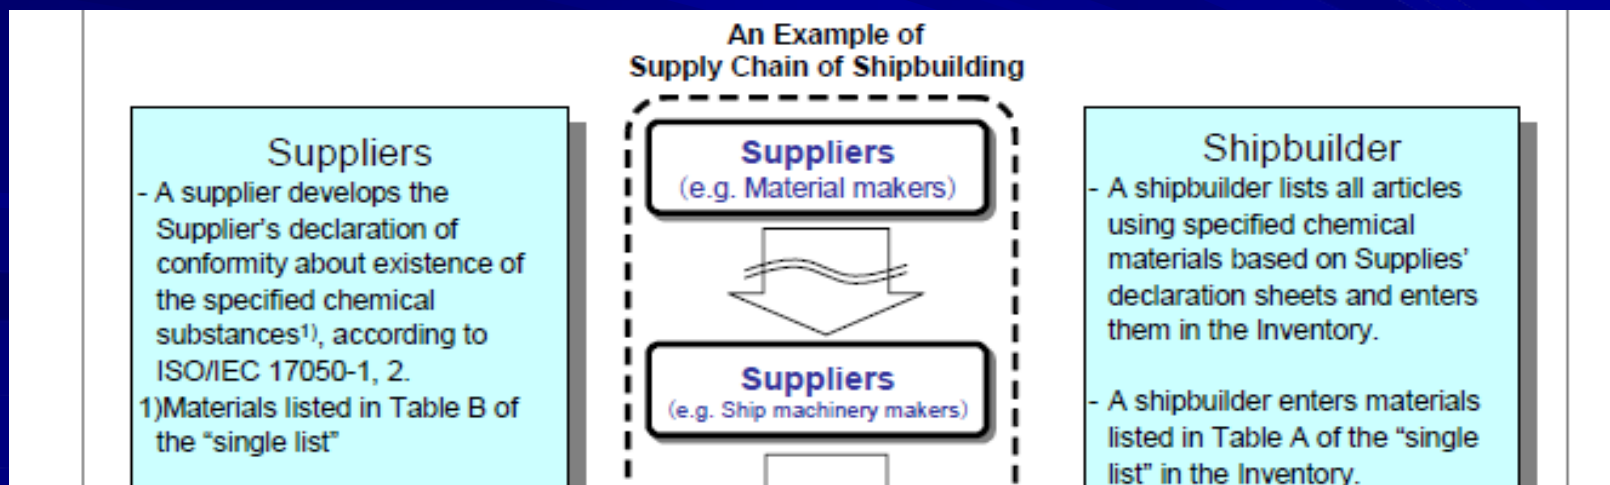 An Example of
Supply Chain of Shipbuilding
Suppliers
- A supplier develops the
Supplier's declaration of
conformity about existence of
the specified chemical
substances1), according to
ISO/IEC 17050-1, 2.
1)Materials listed in Table B of
the “single list”
Suppliers
(e.g. Material makers)
Suppliers
(e.g. Ship machinery makers)
Shipbuilder
- A shipbuilder lists all articles
using specified chemical
materials based on Supplies'
declaration sheets and enters
them in the Inventory.
- A shipbuilder enters materials
listed in Table A of the “single
list” in the Inventory.